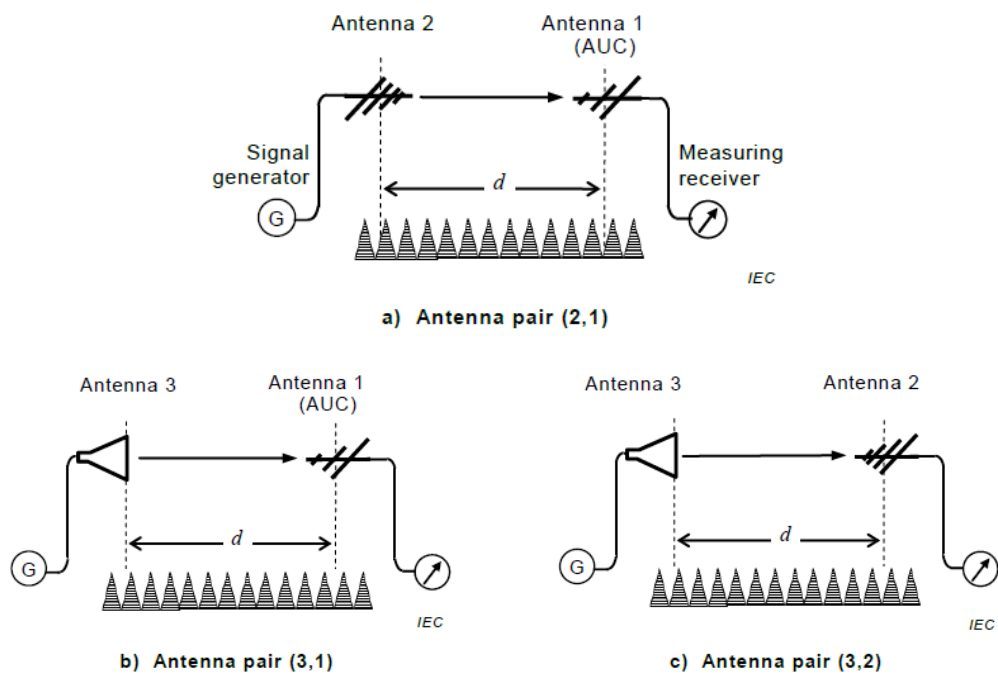 Antenna 2
Antenna 1
(AUC)
Signal
generator
Measuring
receiver
d
G
IEC
a) Antenna pair (2,1)
Antenna 3
Antenna 1
(AUC)
d
G
IEC
b) Antenna pair (3,1)
Antenna 3
Antenna 2
d
G
IEC
c) Antenna pair (3,2)